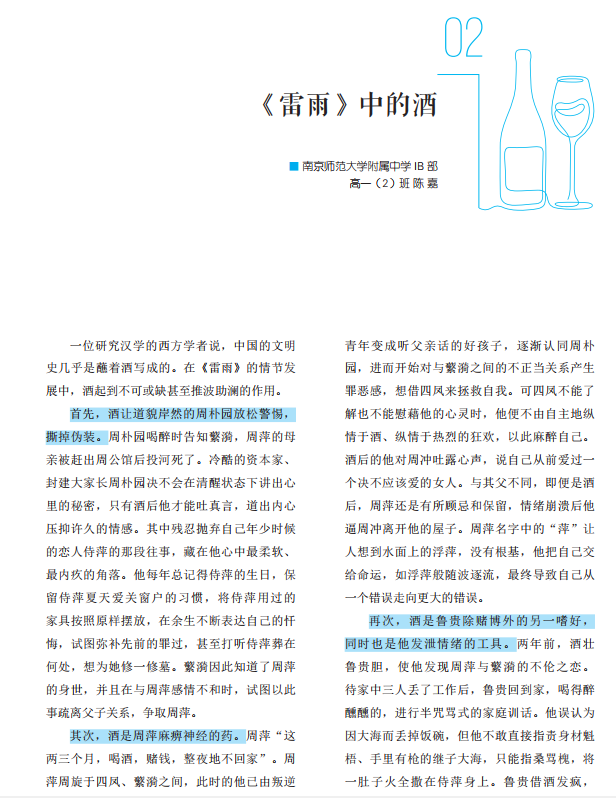 02
《雷雨》中的酒
南京师范大学附属中学 IB 部
高一（2）班 陈 嘉
一位研究汉学的西方学者说，中国的文明
史几乎是蘸着酒写成的。在《雷雨》的情节发
展中，酒起到不可或缺甚至推波助澜的作用。
首先，酒让道貌岸然的周朴园放松警惕，
撕掉伪装。周朴园喝醉时告知蘩漪，周萍的母
亲被赶出周公馆后投河死了。冷酷的资本家、
封建大家长周朴园决不会在清醒状态下讲出心
里的秘密，只有酒后他才能吐真言，道出内心
压抑许久的情感。其中残忍抛弃自己年少时候
的恋人侍萍的那段往事，藏在他心中最柔软、
最内疚的角落。他每年总记得侍萍的生日，保
留侍萍夏天爱关窗户的习惯，将侍萍用过的
家具按照原样摆放，在余生不断表达自己的忏
悔，试图弥补先前的罪过，甚至打听侍萍葬在
何处，想为她修一修墓。蘩漪因此知道了周萍
的身世，并且在与周萍感情不和时，试图以此
事疏离父子关系，争取周萍。
其次，酒是周萍麻痹神经的药。周萍“这
两三个月，喝酒，赌钱，整夜地不回家”。周
萍周旋于四凤、蘩漪之间，此时的他已由叛逆
青年变成听父亲话的好孩子，逐渐认同周朴
园，进而开始对与蘩漪之间的不正当关系产生
罪恶感，想借四凤来拯救自我。可四凤不能了
解也不能慰藉他的心灵时，他便不由自主地纵
情于酒、纵情于热烈的狂欢，以此麻醉自己。
酒后的他对周冲吐露心声，说自己从前爱过一
个决不应该爱的女人。与其父不同，即便是酒
后，周萍还是有所顾忌和保留，情绪崩溃后他
逼周冲离开他的屋子。周萍名字中的“萍”让
人想到水面上的浮萍，没有根基，他把自己交
给命运，如浮萍般随波逐流，最终导致自己从
一个错误走向更大的错误。
再次，酒是鲁贵除赌博外的另一嗜好，
同时也是他发泄情绪的工具。两年前，酒壮
鲁贵胆，使他发现周萍与蘩漪的不伦之恋。
待家中三人丢了工作后，鲁贵回到家，喝得醉
醺醺的，进行半咒骂式的家庭训话。他误认为
因大海而丢掉饭碗，但他不敢直接指责身材魁
梧、手里有枪的继子大海，只能指桑骂槐，将
一肚子火全撒在侍萍身上。鲁贵借酒发疯，